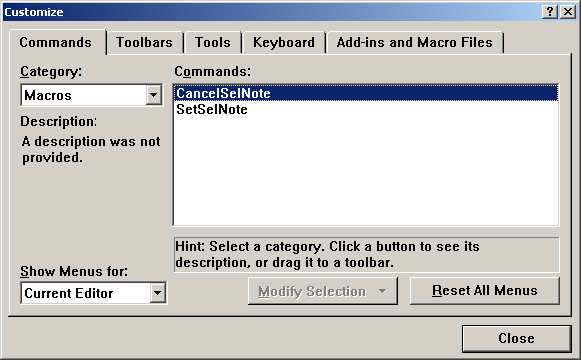 Customize
Commands
Toolbars
Tools
Keyboard
Add-ins and Macro Files
Category:
Macros
Description:
A description was not
provided.
Show Menus for:
Current Editor
Commands:
CancelSelNote
SetSelNote
Hint: Select a category. Click a button to see its
description, or drag it to a toolbar.
Modify Selection
Reset All Menus
Close